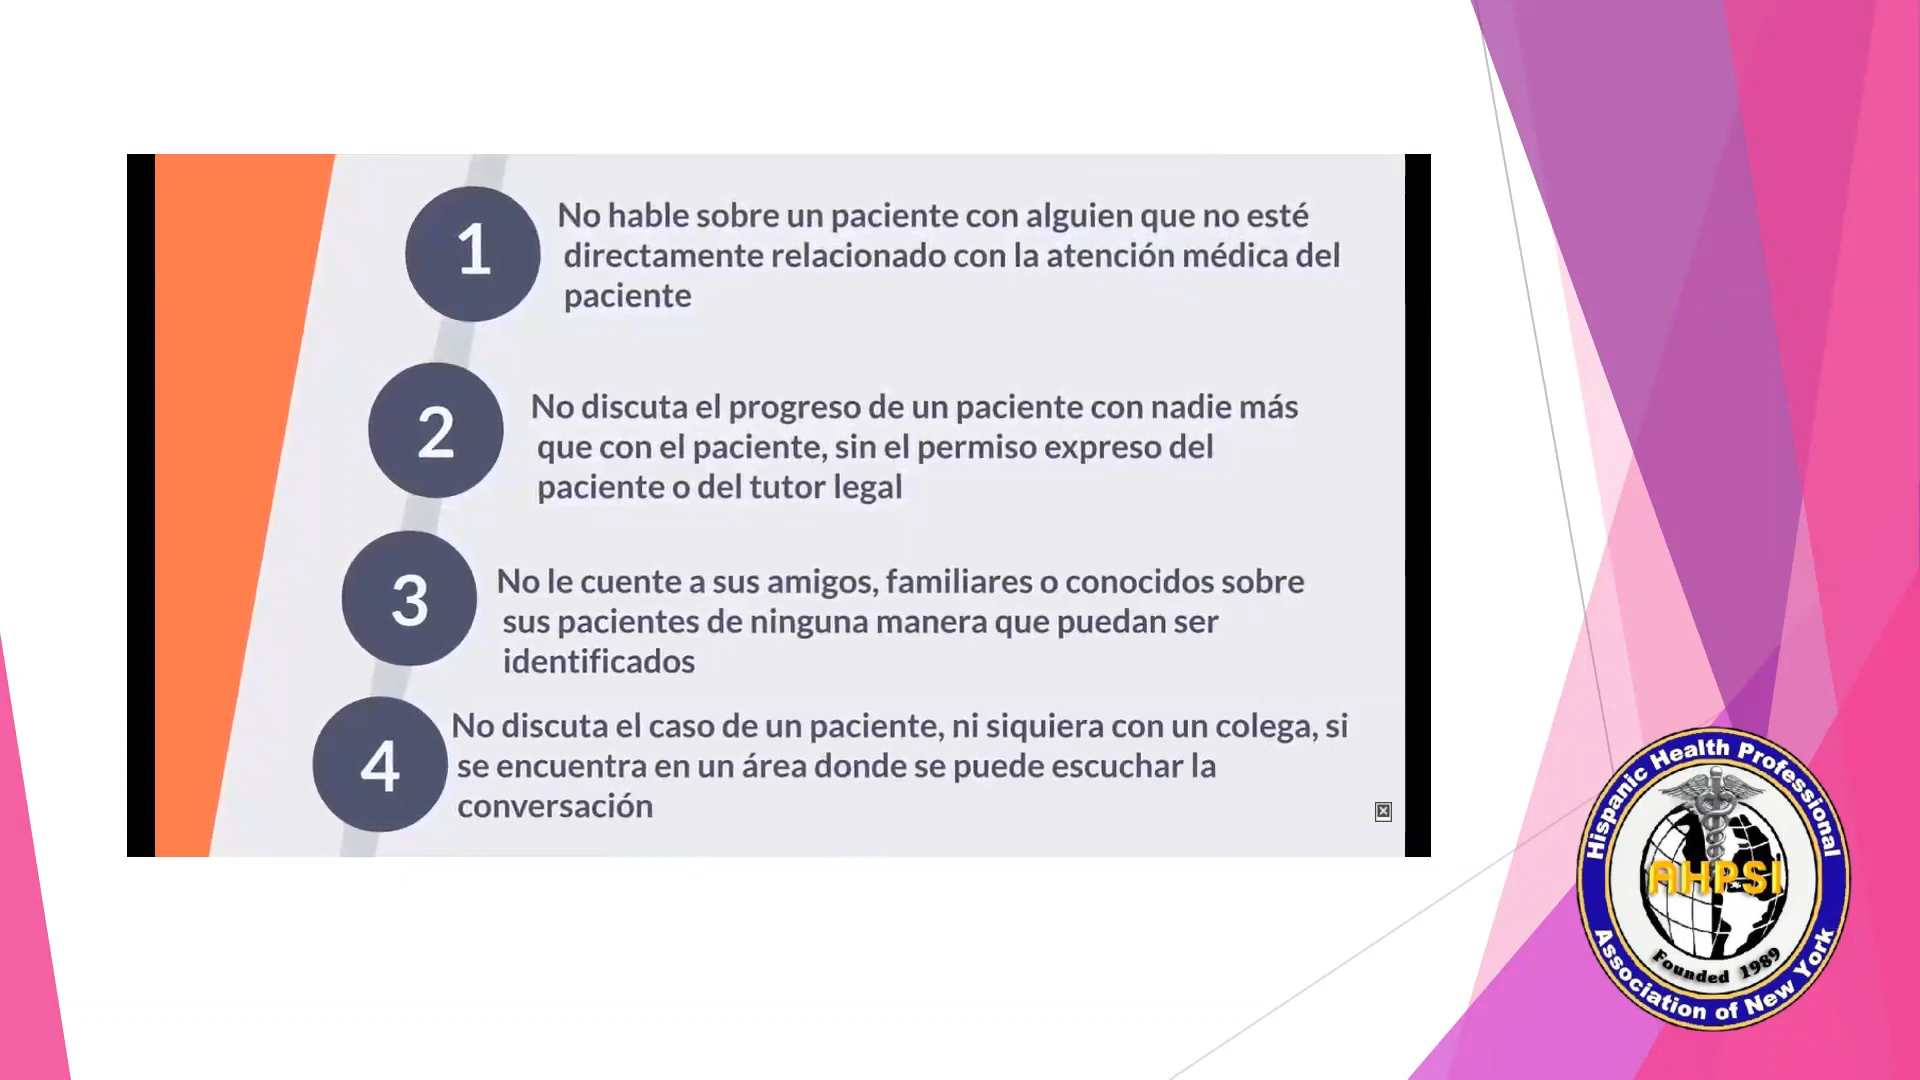 1
No hable sobre un paciente con alguien que no esté
directamente relacionado con la atención médica del
paciente
2
No discuta el progreso de un paciente con nadie más
que con el paciente, sin el permiso expreso del
paciente o del tutor legal
3
No le cuente a sus amigos, familiares o conocidos sobre
sus pacientes de ninguna manera que puedan ser
identificados
4
No discuta el caso de un paciente, ni siquiera con un colega, si
se encuentra en un área donde se puede escuchar la
conversación
Hispanic Health Professional
AHPSI
Founded 1989
Association of New York